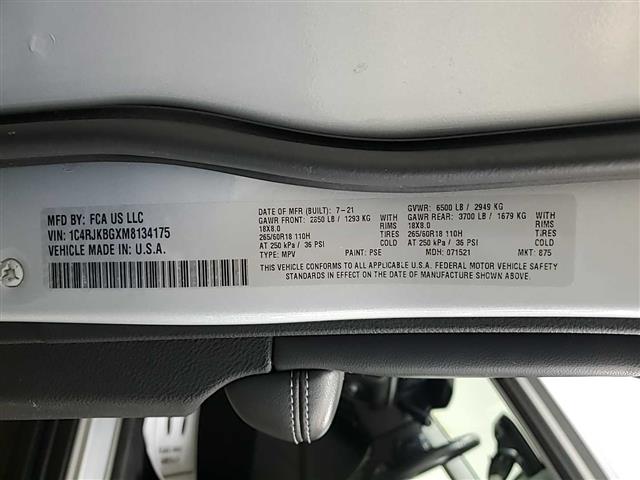 MFD BY: FCA US LLC
VIN: 1C4RJKBGXM8134175
VEHICLE MADE IN U.S.A.
DATE OF MFR (BUILT): 7-21
GAWR FRONT: 2850 LB / 1293 KG WITH
18X8.0 RIMS
265/60R18 110H TIRES
AT 250 kPa / 36 PSI
TYPE: MPV PAINT: PSE
GVWR: 6500 LB / 2949 KG
GAWR REAR: 3700 LB / 1679 KG WITH
18X8.0 RIMS
265/60R18 110H TIRES
AT 250 kPa / 36 PSI
MDH: 071521 MKT: 875
THIS VEHICLE CONFORMS TO ALL APPLICABLE U.S.A. FEDERAL MOTOR VEHICLE SAFETY
STANDARDS IN EFFECT ON THE DATE OF MANUFACTURE SHOWN ABOVE.